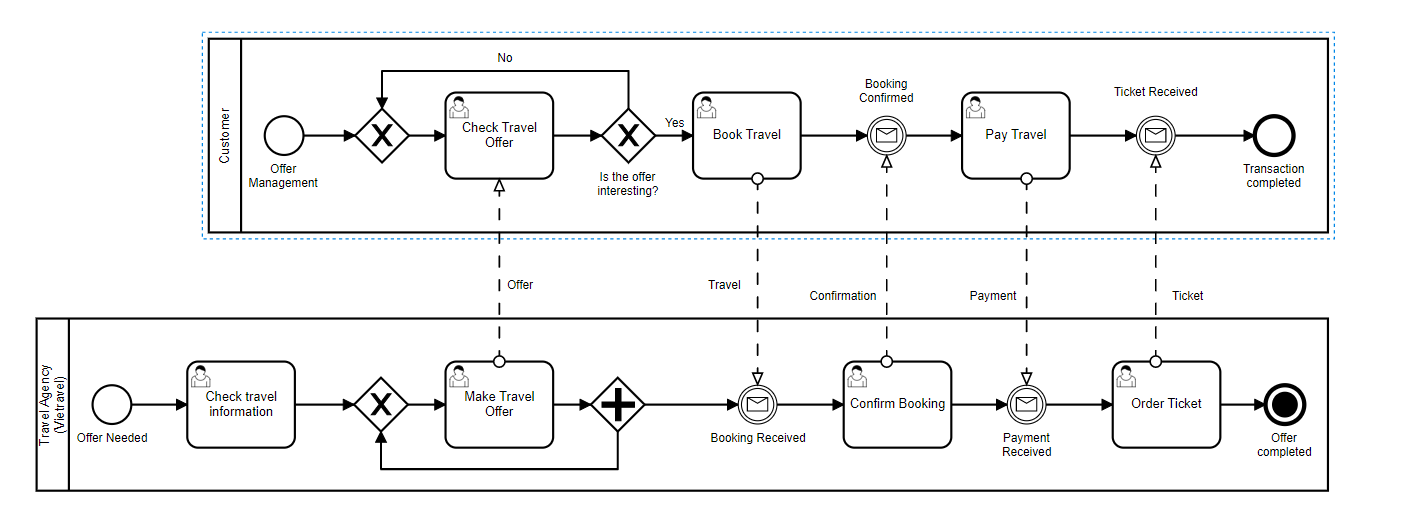 No
Customer
Check Travel
Offer
Yes
Book Travel
Booking
Confirmed
Pay Travel
Ticket Received
Offer
Management
Is the offer
interesting?
Transaction
completed
Offer
Travel
Confirmation
Payment
Ticket
Travel Agency
(Vietravel)
Offer Needed
Check travel
information
Make Travel
Offer
Booking Received
Confirm Booking
Payment
Received
Order Ticket
Offer
completed